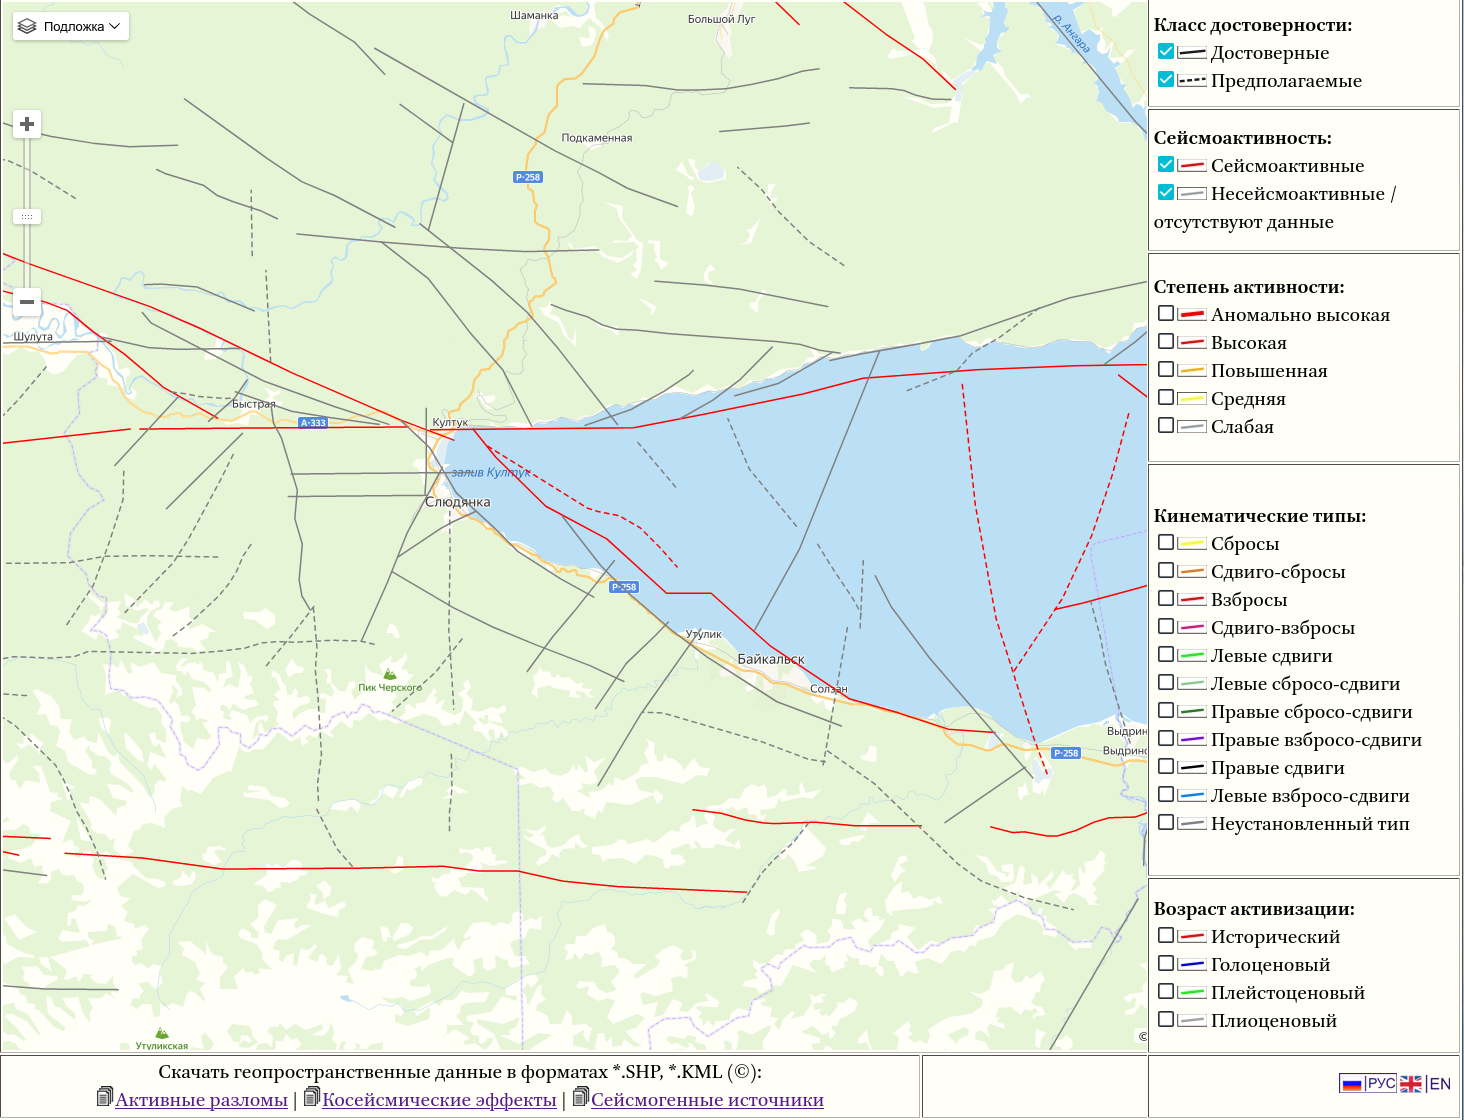 Подложка
Шаманка
Большой Луг
р. Ангара
Подкаменная
Р-258
Шулута
Быстрая
А-333
Култук
залив Култук
Слюдянка
Р-258
Утулик
Байкальск
Солзан
Пик Черского
Выдрин
Выдринс
Р-258
Утуликская
©
Класс достоверности:
Достоверные
Предполагаемые
Сейсмоактивность:
Сейсмоактивные
Несейсмоактивные /
отсутствуют данные
Степень активности:
Аномально высокая
Высокая
Повышенная
Средняя
Слабая
Кинематические типы:
Сбросы
Сдвиго-сбросы
Взбросы
Сдвиго-взбросы
Левые сдвиги
Левые сбросо-сдвиги
Правые сбросо-сдвиги
Правые взбросо-сдвиги
Правые сдвиги
Левые взбросо-сдвиги
Неустановленный тип
Возраст активизации:
Исторический
Голоценовый
Плейстоценовый
Плиоценовый
Скачать геопространственные данные в форматах *.SHP, *.KML (©):
Активные разломы | Косейсмические эффекты | Сейсмогенные источники
|РУС |EN